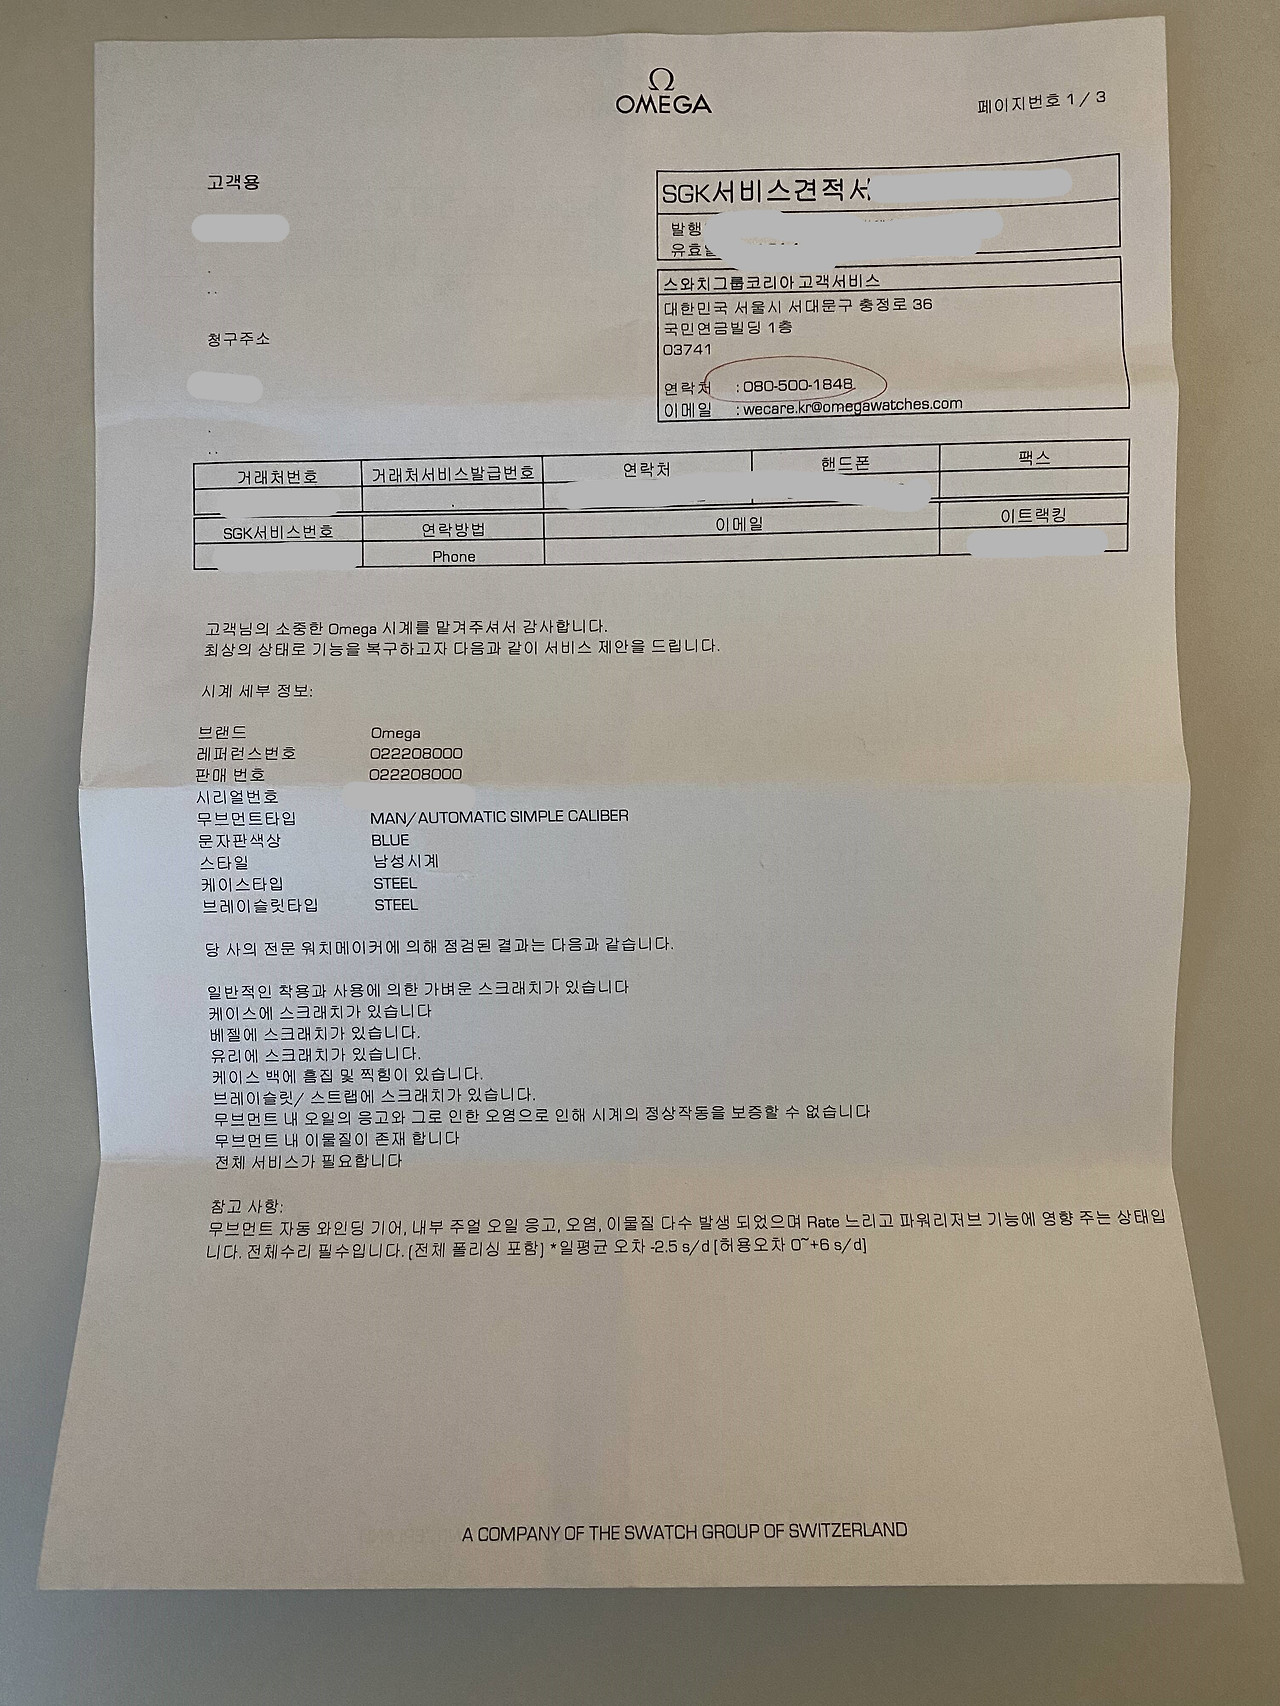 Ω
OMEGA
페이지번호 1 / 3
고객용
SGK서비스견적서
발행
유효일
스와치그룹코리아 고객서비스
대한민국 서울시 서대문구 충정로 36
국민연금빌딩 1층
03741
연락처 : 080-500-1848
이메일 : wecare.kr@omegawatches.com
.
..
청구주소
.
..
거래처번호 거래처서비스발급번호 연락처 핸드폰 팩스
.
SGK서비스번호 연락방법 이메일 이트랙킹
Phone
고객님의 소중한 Omega 시계를 맡겨주셔서 감사합니다.
최상의 상태로 기능을 복구하고자 다음과 같이 서비스 제안을 드립니다.
시계 세부 정보:
브랜드 Omega
레퍼런스번호 022208000
판매 번호 022208000
시리얼번호
무브먼트타입 MAN/AUTOMATIC SIMPLE CALIBER
문자판색상 BLUE
스타일 남성시계
케이스타입 STEEL
브레이슬릿타입 STEEL
당 사의 전문 워치메이커에 의해 점검된 결과는 다음과 같습니다.
일반적인 착용과 사용에 의한 가벼운 스크래치가 있습니다
케이스에 스크래치가 있습니다
베젤에 스크래치가 있습니다.
유리에 스크래치가 있습니다.
케이스 백에 흠집 및 찍힘이 있습니다.
브레이슬릿/ 스트랩에 스크래치가 있습니다.
무브먼트 내 오일의 응고와 그로 인한 오염으로 인해 시계의 정상작동을 보증할 수 없습니다
무브먼트 내 이물질이 존재 합니다
전체 서비스가 필요합니다
참고 사항:
무브먼트 자동 와인딩 기어, 내부 주얼 오일 응고, 오염, 이물질 다수 발생 되었으며 Rate 느리고 파워리저브 기능에 영향 주는 상태입
니다. 전체수리 필수입니다. (전체 폴리싱 포함) *일평균 오차 -2.5 s/d [허용오차 0~+6 s/d]
A COMPANY OF THE SWATCH GROUP OF SWITZERLAND